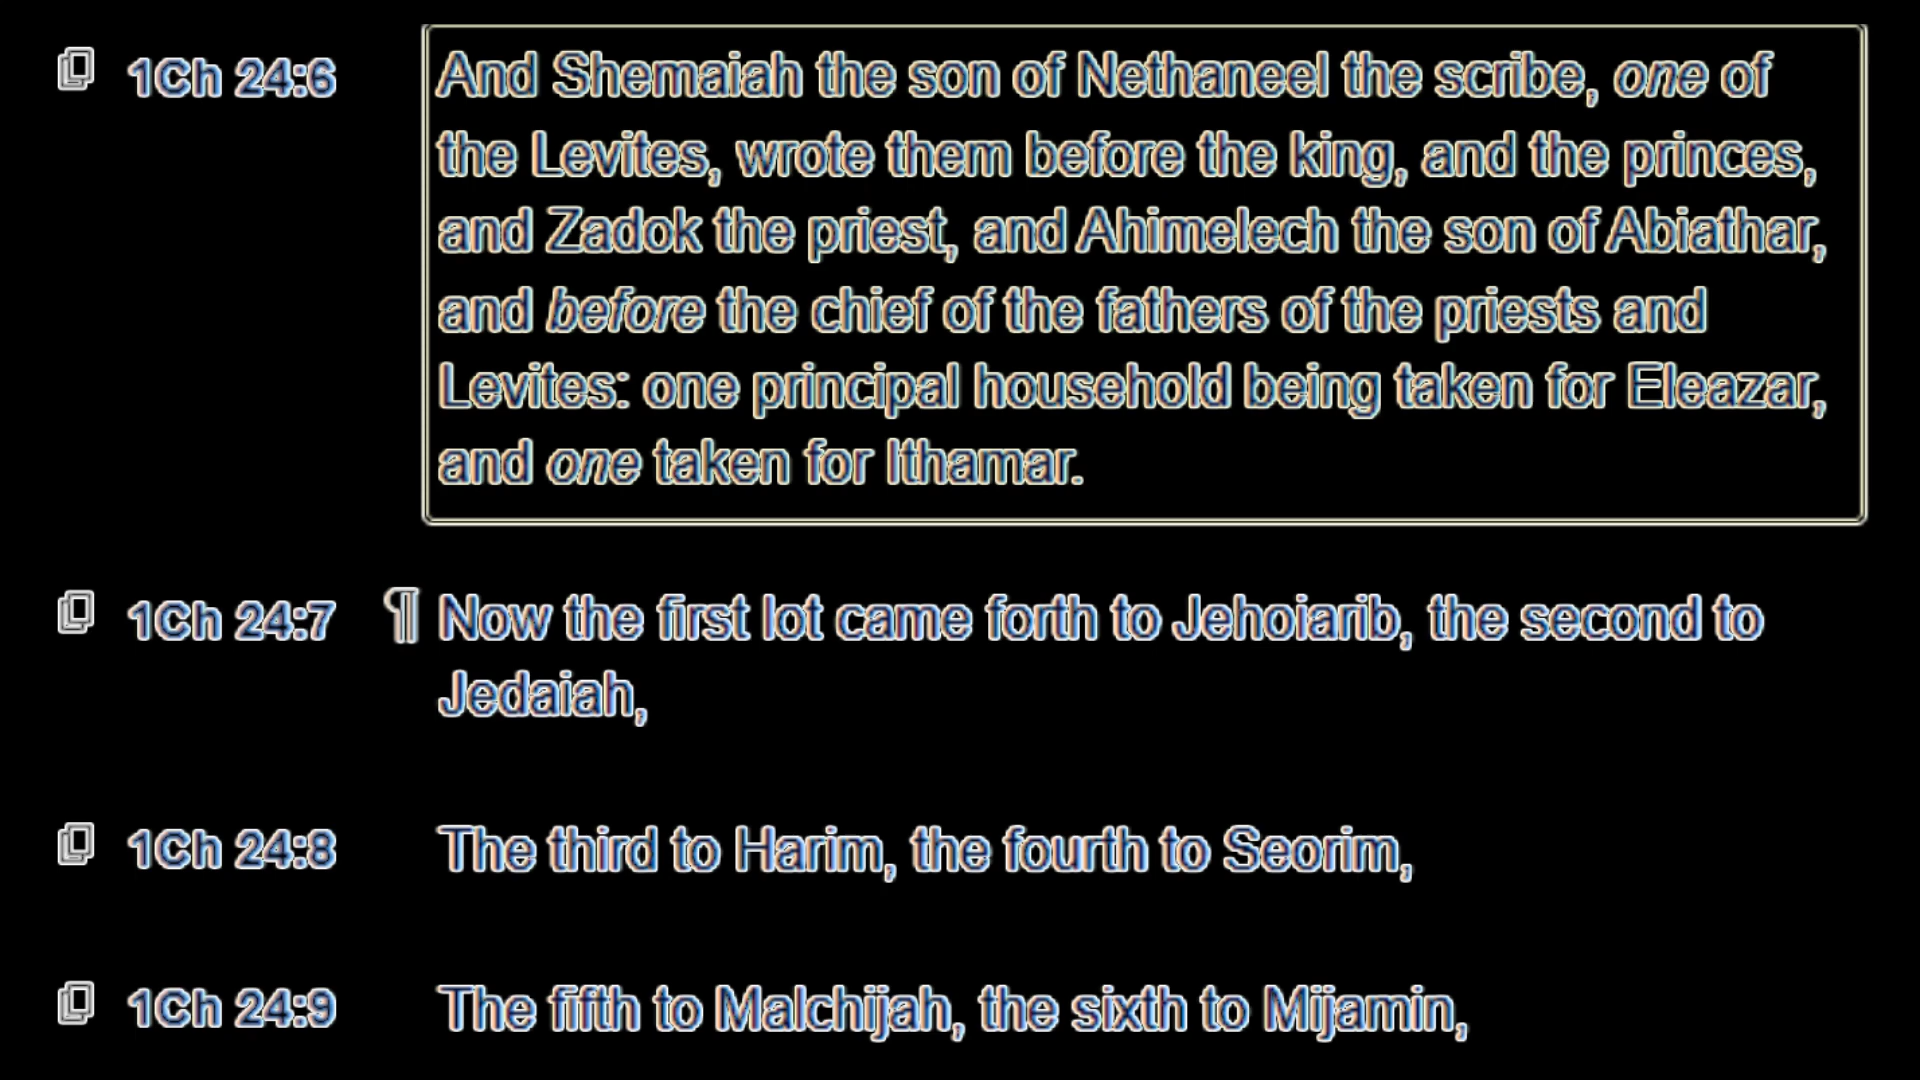 1Ch 24:6 And Shemaiah the son of Nethaneel the scribe, one of
the Levites, wrote them before the king, and the princes,
and Zadok the priest, and Ahimelech the son of Abiathar,
and before the chief of the fathers of the priests and
Levites: one principal household being taken for Eleazar,
and one taken for Ithamar.
1Ch 24:7 ¶ Now the first lot came forth to Jehoiarib, the second to
Jedaiah,
1Ch 24:8 The third to Harim, the fourth to Seorim,
1Ch 24:9 The fifth to Malchijah, the sixth to Mijamin,